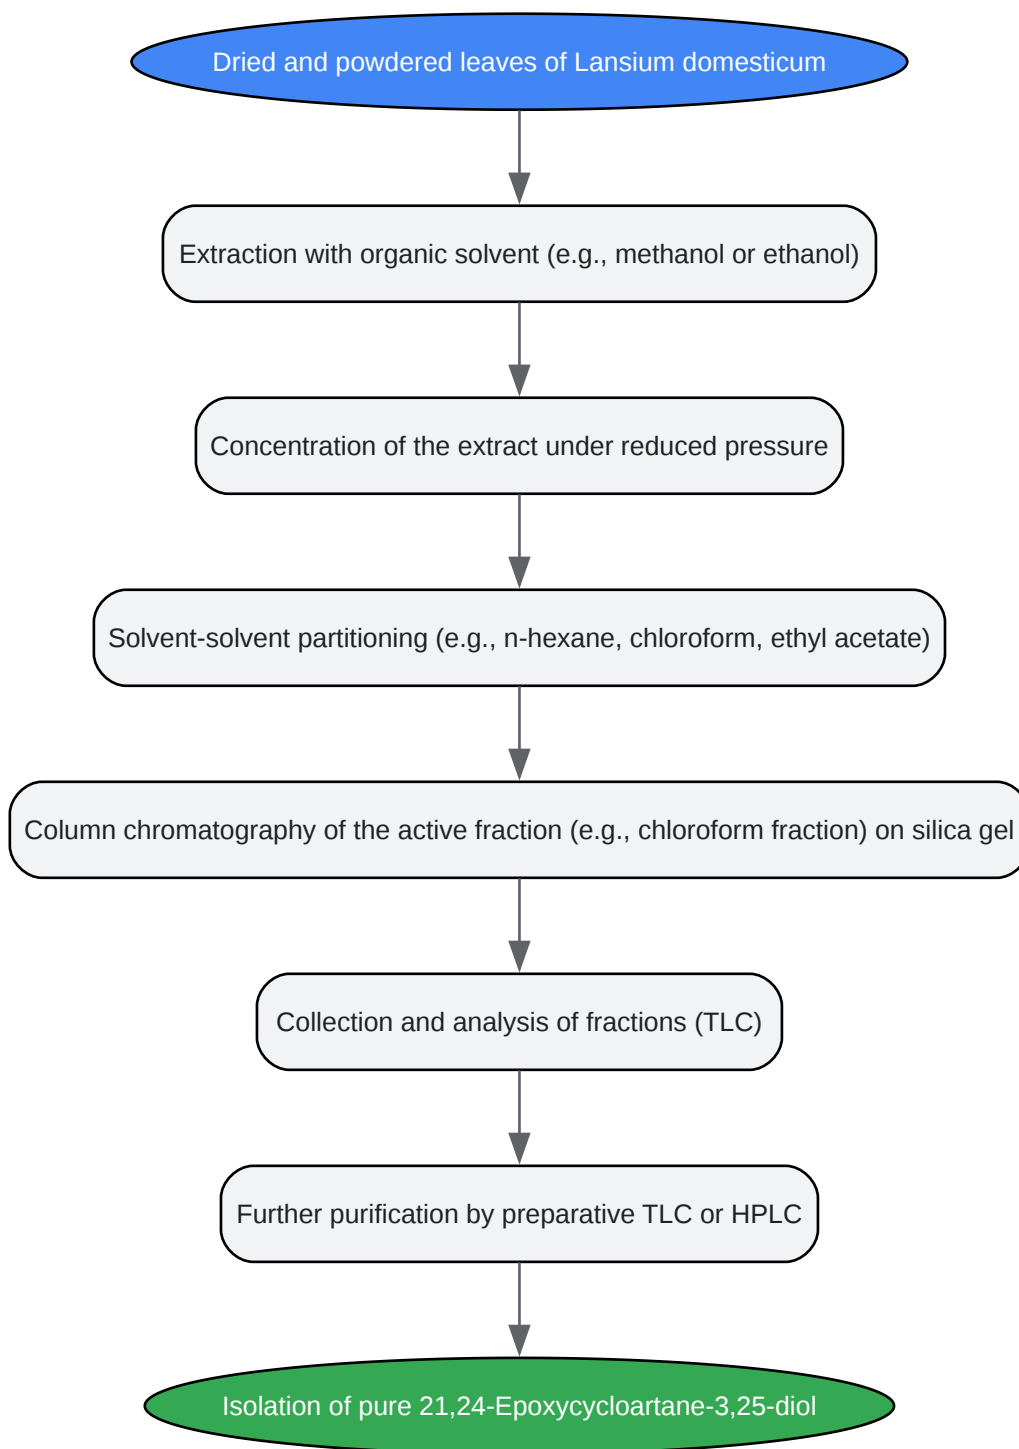 Dried and powdered leaves of Lansium domesticum
Extraction with organic solvent (e.g., methanol or ethanol)
Concentration of the extract under reduced pressure
Solvent-solvent partitioning (e.g., n-hexane, chloroform, ethyl acetate)
Column chromatography of the active fraction (e.g., chloroform fraction) on silica gel
Collection and analysis of fractions (TLC)
Further purification by preparative TLC or HPLC
Isolation of pure 21,24-Epoxycycloartane-3,25-diol